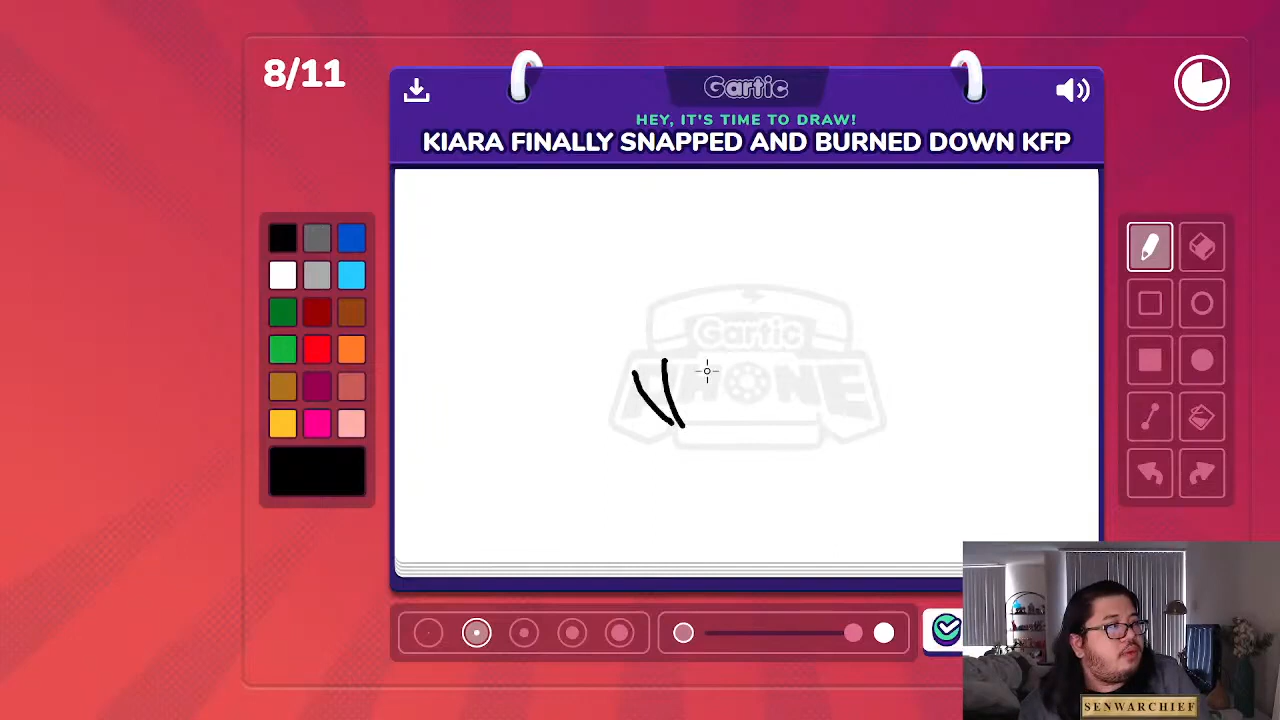 8/11
Gartic
HEY, IT'S TIME TO DRAW!
KIARA FINALLY SNAPPED AND BURNED DOWN KFP
Gartic
PHONE
SENWARCHIEF